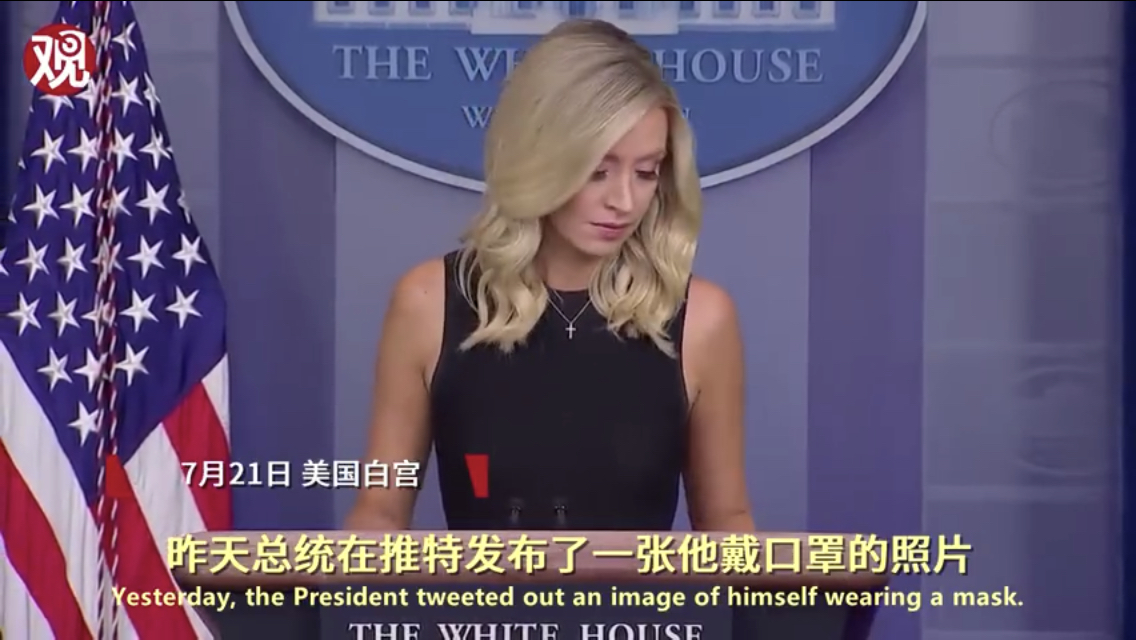 观
THE WHITE HOUSE
W
7月21日 美国白宫
昨天总统在推特发布了一张他戴口罩的照片
Yesterday, the President tweeted out an image of himself wearing a mask.
THE WHITE HOUSE